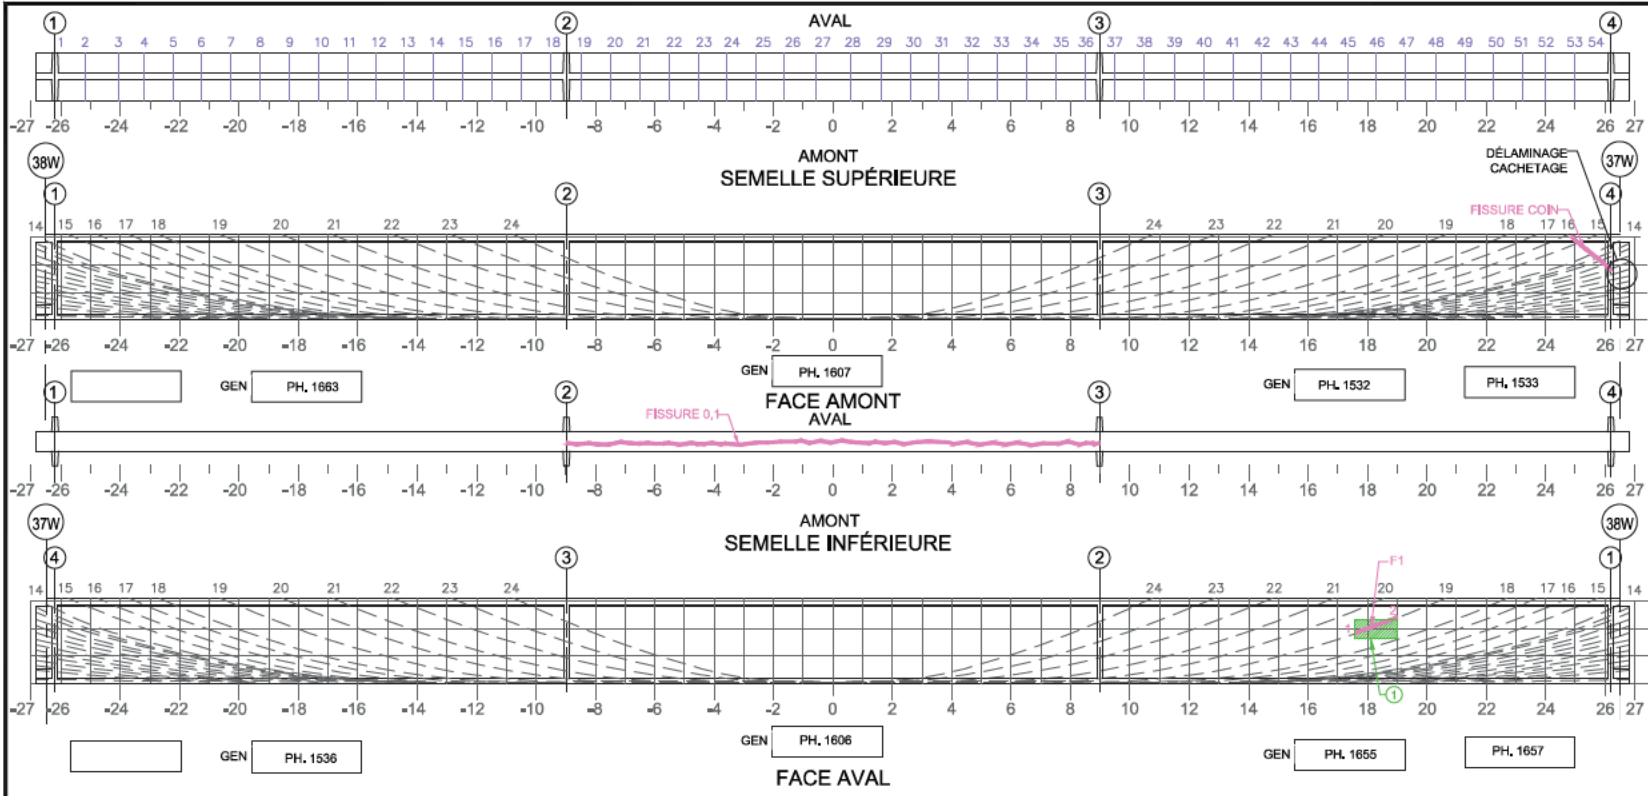 1 2 AVAL 3 4
1 2 3 4 5 6 7 8 9 10 11 12 13 14 15 16 17 18 19 20 21 22 23 24 25 26 27 28 29 30 31 32 33 34 35 36 37 38 39 40 41 42 43 44 45 46 47 48 49 50 51 52 53 54
-27 -26 -24 -22 -20 -18 -16 -14 -12 -10 -8 -6 -4 -2 0 2 4 6 8 10 12 14 16 18 20 22 24 26 27
AMONT
SEMELLE SUPÉRIEURE
DÉLAMINAGE
CACHETAGE
38W 37W
1 2 3 4
FISSURE COIN
14 15 16 17 18 19 20 21 22 23 24 24 23 22 21 20 19 18 17 16 15 14
-27 -26 -24 -22 -20 -18 -16 -14 -12 -10 -8 -6 -4 -2 0 2 4 6 8 10 12 14 16 18 20 22 24 26 27
GEN PH. 1663 GEN PH. 1607 GEN PH. 1532 PH. 1533
FACE AMONT
1 2 3 4
AVAL
FISSURE 0,1
-27 -26 -24 -22 -20 -18 -16 -14 -12 -10 -8 -6 -4 -2 0 2 4 6 8 10 12 14 16 18 20 22 24 26 27
AMONT
SEMELLE INFÉRIEURE
37W 38W
4 3 2 1
F1
14 15 16 17 18 19 20 21 22 23 24 24 23 22 21 20 19 18 17 16 15 14
1 2
1
-27 -26 -24 -22 -20 -18 -16 -14 -12 -10 -8 -6 -4 -2 0 2 4 6 8 10 12 14 16 18 20 22 24 26 27
GEN PH. 1536 GEN PH. 1606 GEN PH. 1655 PH. 1657
FACE AVAL